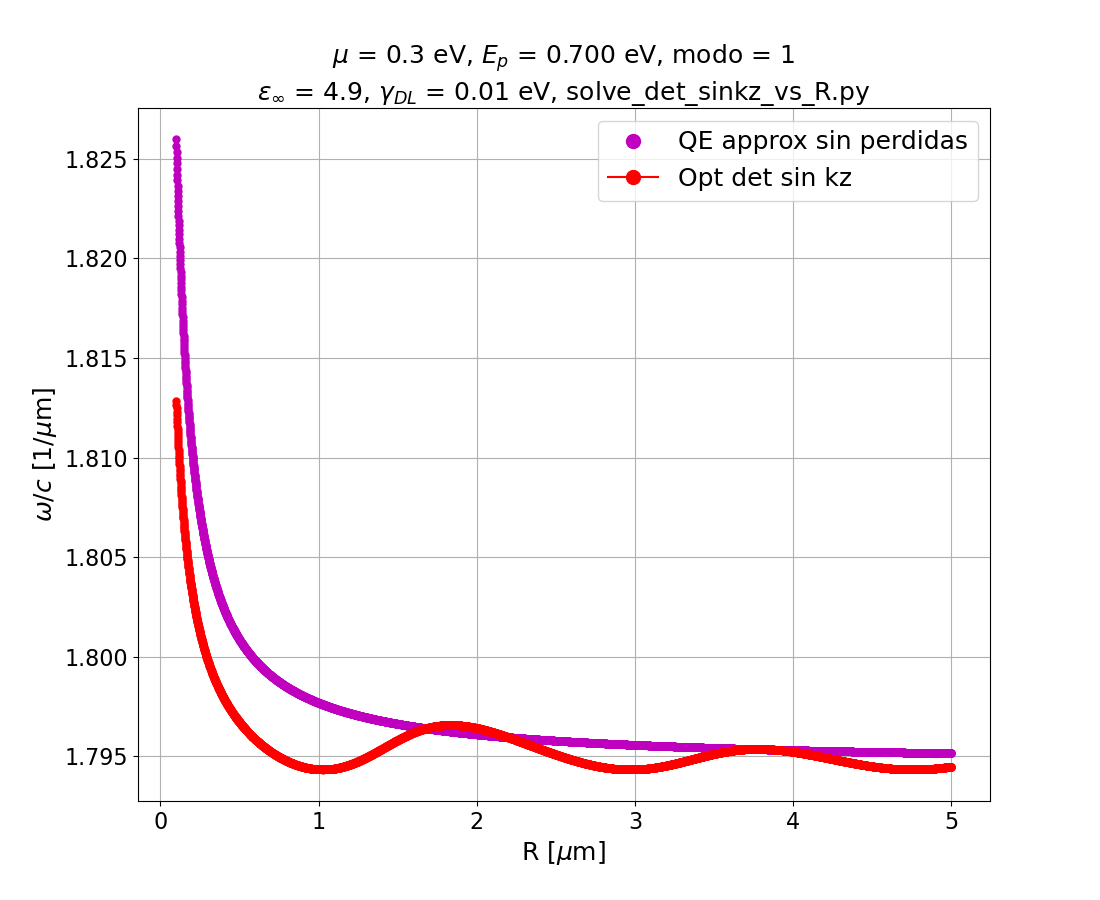 μ = 0.3 eV, E_p = 0.700 eV, modo = 1
ε_∞ = 4.9, γ_DL = 0.01 eV, solve_det_sinkz_vs_R.py
QE approx sin perdidas
Opt det sin kz
1.825
1.820
1.815
1.810
1.805
1.800
1.795
ω/c [1/μm]
0 1 2 3 4 5
R [μm]